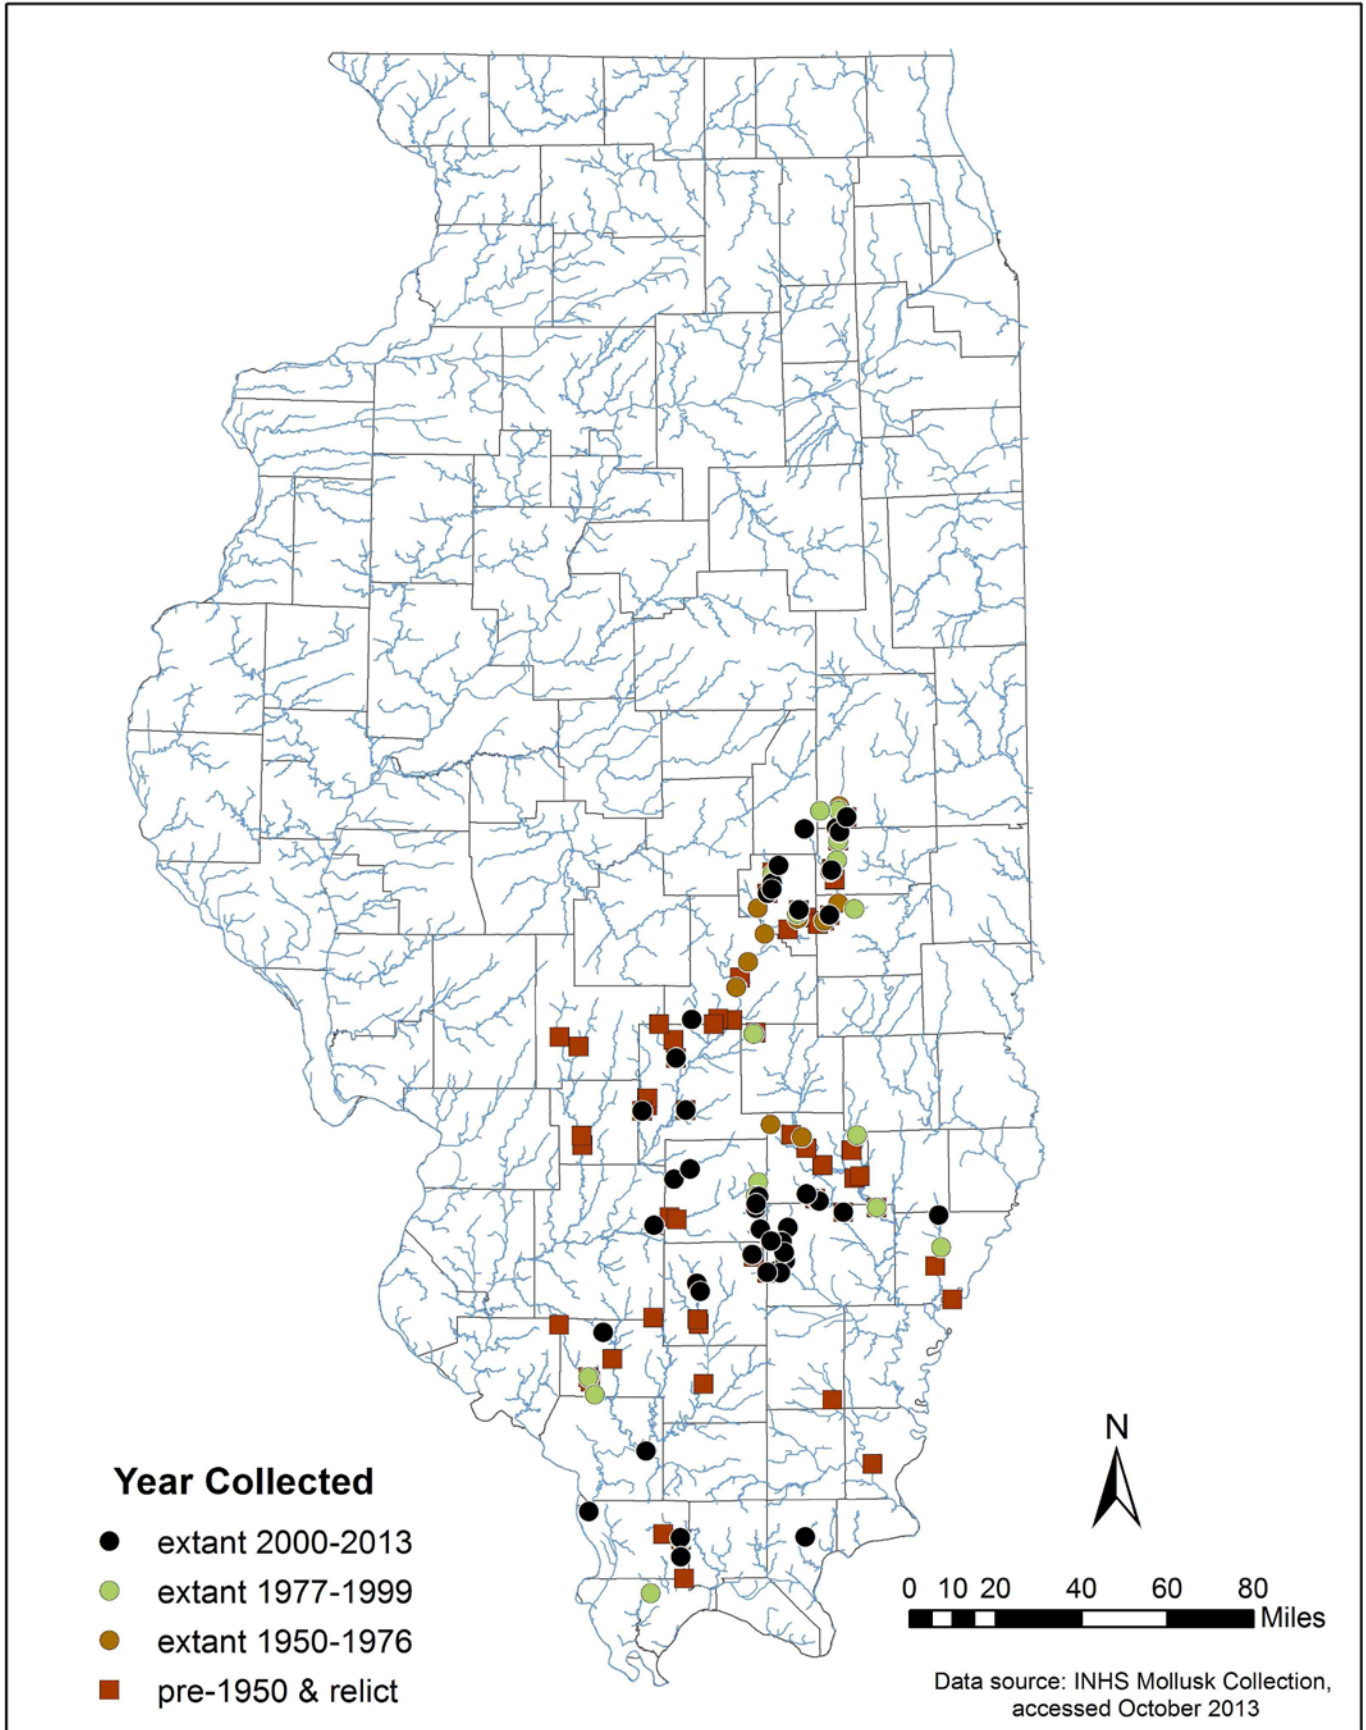 Year Collected
extant 2000-2013
extant 1977-1999
extant 1950-1976
pre-1950 & relict
N
0 10 20 40 60 80
Miles
Data source: INHS Mollusk Collection,
accessed October 2013